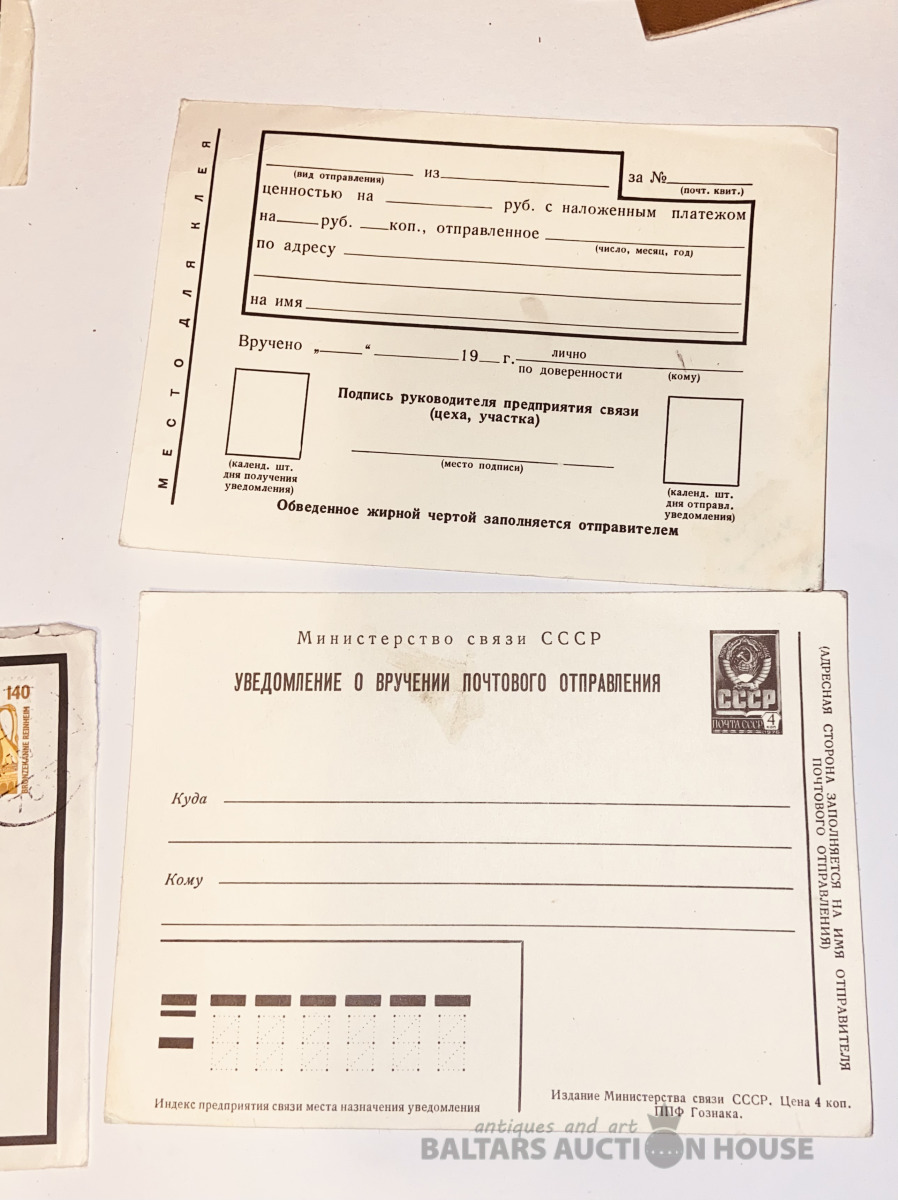 МЕСТО ДЛЯ КЛЕЯ
из за №
(вид отправления) (почт. квит.)
ценностью на руб. с наложенным платежом
на руб. коп., отправленное
(число, месяц, год)
по адресу
на имя
Вручено „ “ 19 г. лично
по доверенности (кому)
Подпись руководителя предприятия связи
(цеха, участка)
(место подписи)
(календ. шт.
дня получения
уведомления)
(календ. шт.
дня отправл.
уведомления)
Обведенное жирной чертой заполняется отправителем
Министерство связи СССР
УВЕДОМЛЕНИЕ О ВРУЧЕНИИ ПОЧТОВОГО ОТПРАВЛЕНИЯ
СССР
ПОЧТА СССР 4
КОП
1976
Куда
Кому
(АДРЕСНАЯ СТОРОНА ЗАПОЛНЯЕТСЯ НА ИМЯ ОТПРАВИТЕЛЯ
ПОЧТОВОГО ОТПРАВЛЕНИЯ)
Индекс предприятия связи места назначения уведомления
Издание Министерства связи СССР. Цена 4 коп.
ППФ Гознака.
140
BRONZEKANNE REINHEIM
antiques and art
BALTARS AUCTION HOUSE